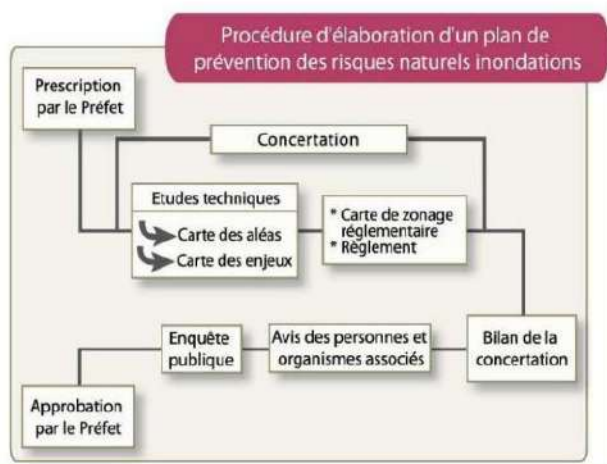 Procédure d'élaboration d'un plan de
prévention des risques naturels inondations
Prescription
par le Préfet
Concertation
Etudes techniques
Carte des aléas
Carte des enjeux
* Carte de zonage
réglementaire
* Règlement
Bilan de la
concertation
Avis des personnes et
organismes associés
Enquête
publique
Approbation
par le Préfet